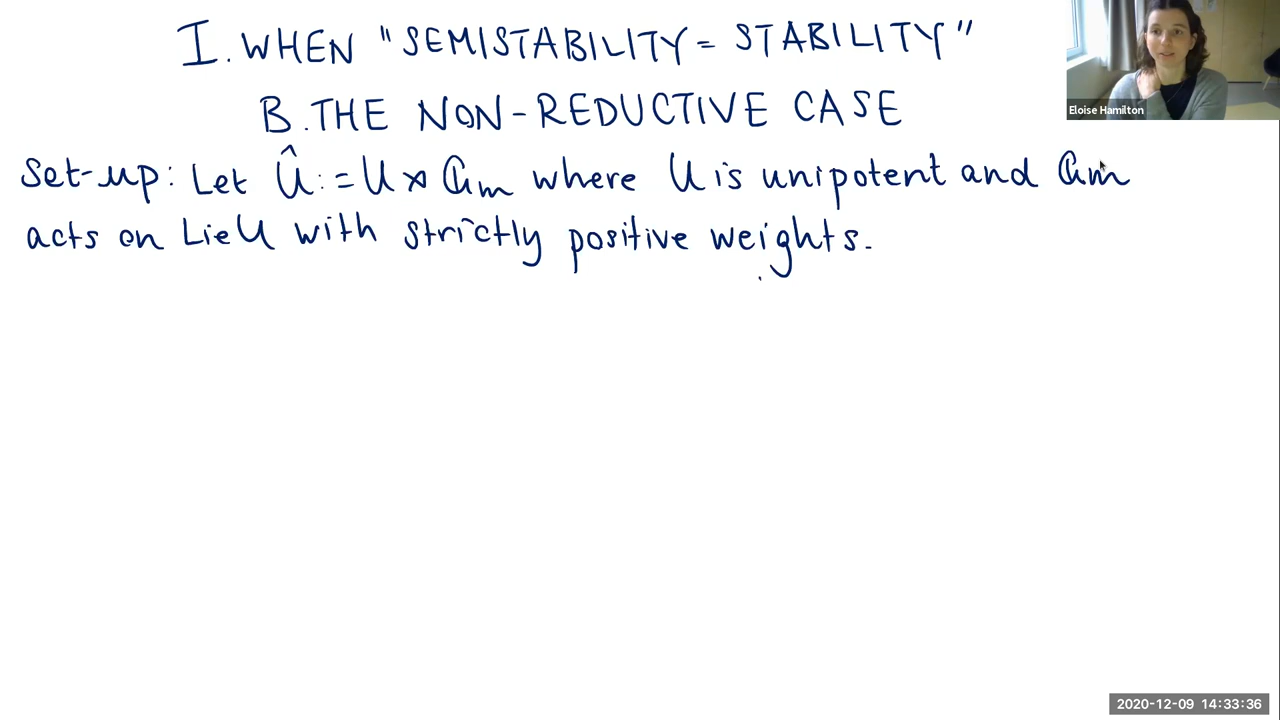 I. WHEN "SEMISTABILITY = STABILITY"
B. THE NON-REDUCTIVE CASE
Set-up: Let Û := U ⋊ 𝔾m where U is unipotent and 𝔾m
acts on Lie U with strictly positive weights.
Eloise Hamilton
2020-12-09 14:33:36